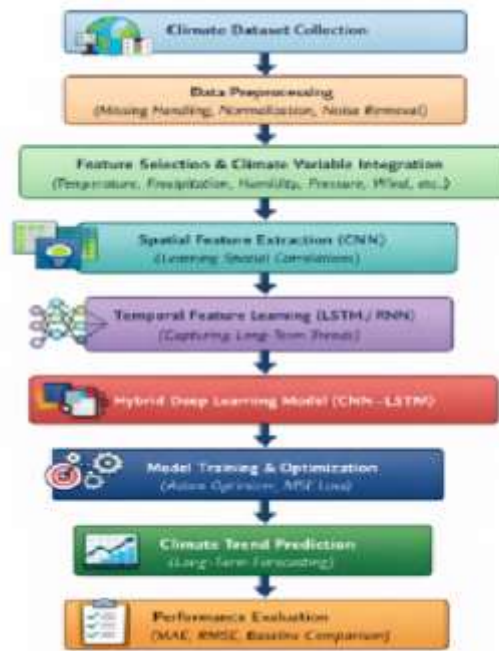 Climate Dataset Collection
Data Preprocessing
(Missing Handling, Normalization, Noise Removal)
Feature Selection & Climate Variable Integration
(Temperature, Precipitation, Humidity, Pressure, Wind, etc.)
Spatial Feature Extraction (CNN)
(Learning Spatial Correlations)
Temporal Feature Learning (LSTM / RNN)
(Capturing Long-Term Trends)
Hybrid Deep Learning Model (CNN-LSTM)
Model Training & Optimization
(Adam Optimizer, MSE Loss)
Climate Trend Prediction
(Long-Term Forecasting)
Performance Evaluation
(MAE, RMSE, Baseline Comparison)